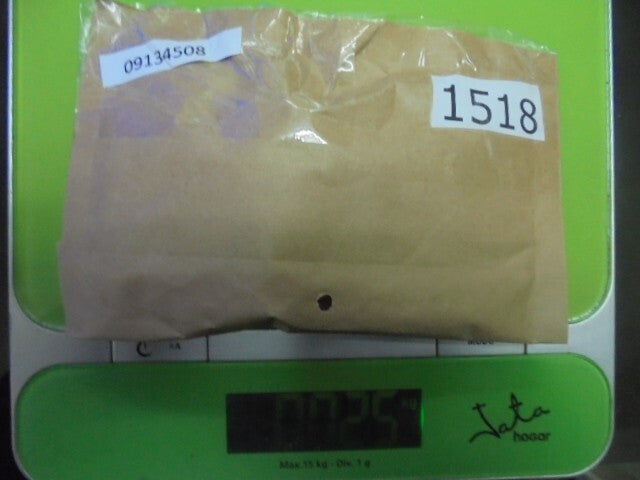 09134508
1518
Jata
hogar
Max.15 kg - Div. 1 g